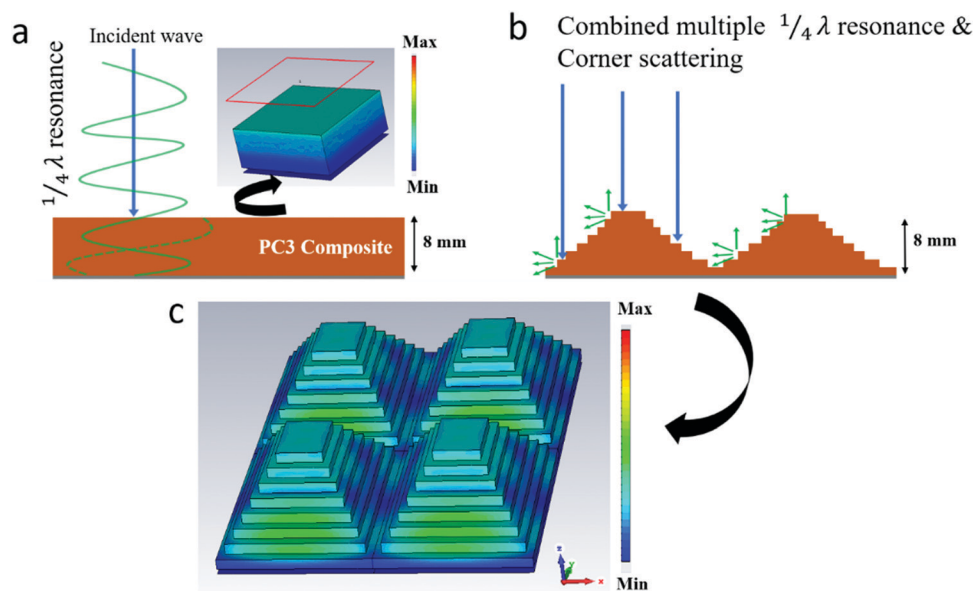 a
Incident wave
¼ λ resonance
Max
Min
PC3 Composite
8 mm
b
Combined multiple ¼ λ resonance &
Corner scattering
8 mm
c
Max
Min
z
y
x